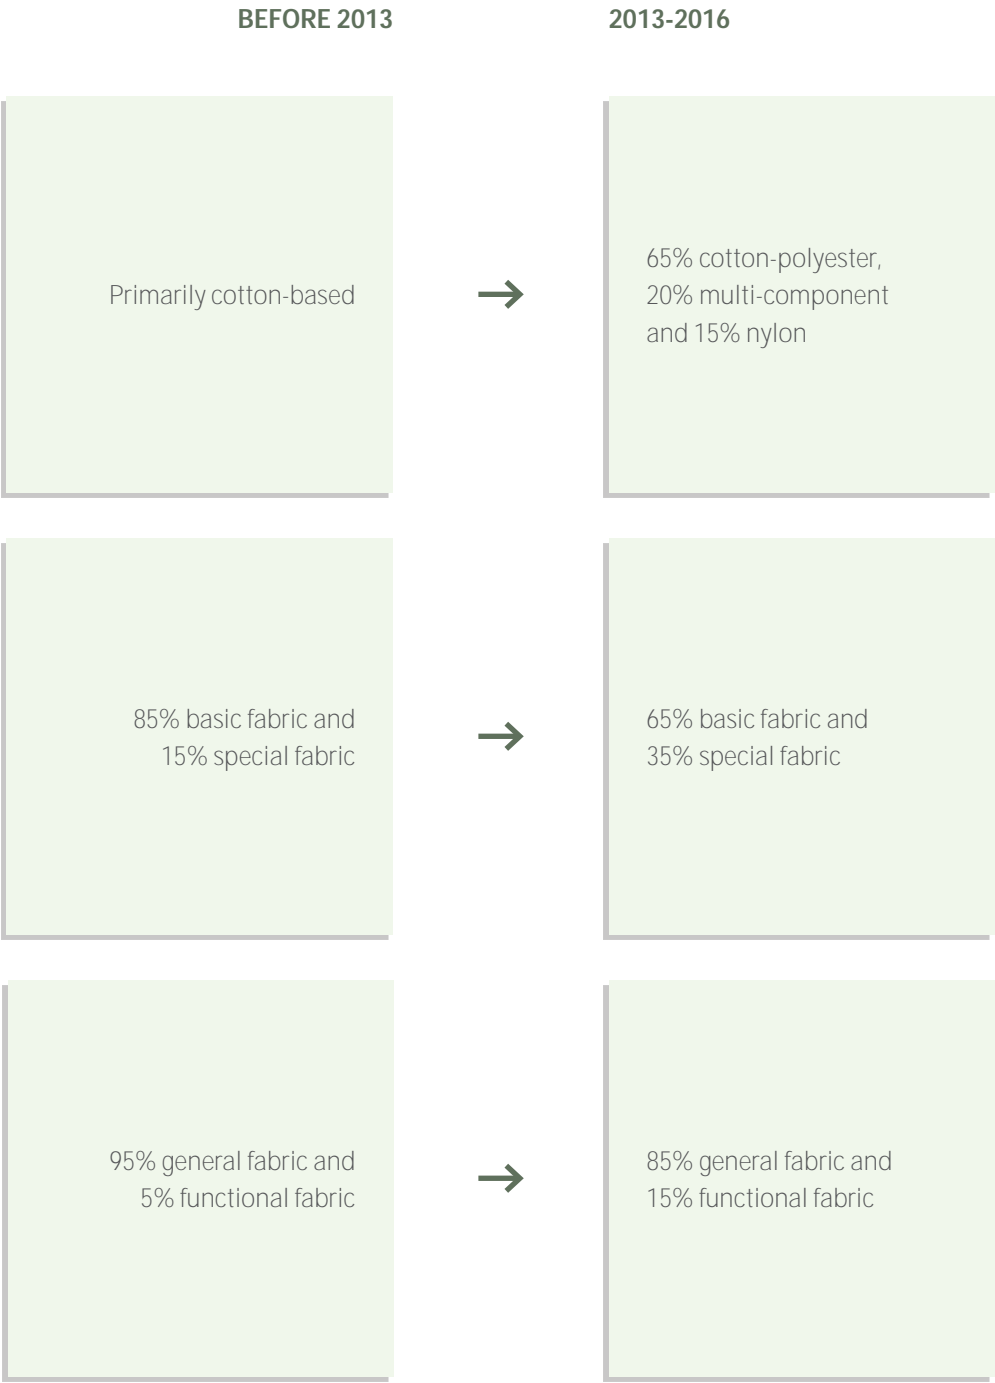 BEFORE 2013
2013-2016
Primarily cotton-based
→
65% cotton-polyester,
20% multi-component
and 15% nylon
85% basic fabric and
15% special fabric
→
65% basic fabric and
35% special fabric
95% general fabric and
5% functional fabric
→
85% general fabric and
15% functional fabric